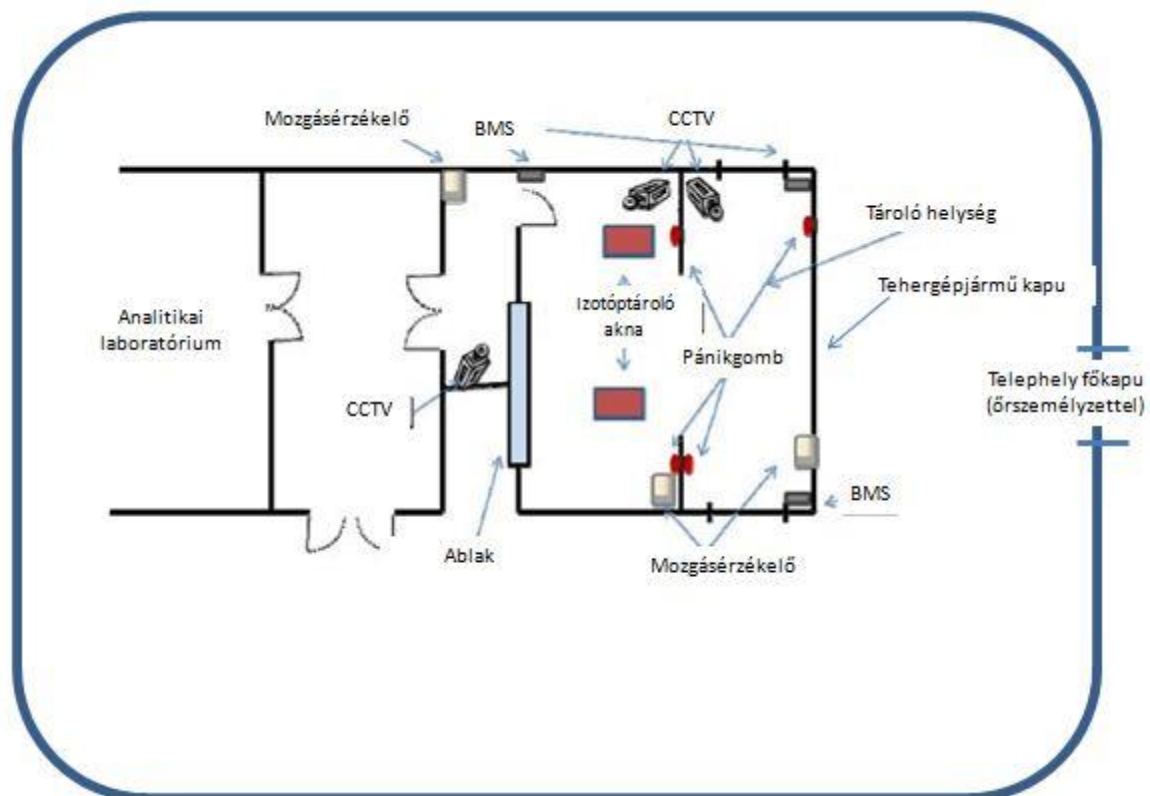 Mozgásérzékelő
BMS
CCTV
Tároló helység
Tehergépjármű kapu
Izotóptároló
akna
Analitikai
laboratórium
Pánikgomb
Telephely főkapu
(őrszemélyzettel)
CCTV
BMS
Ablak
Mozgásérzékelő